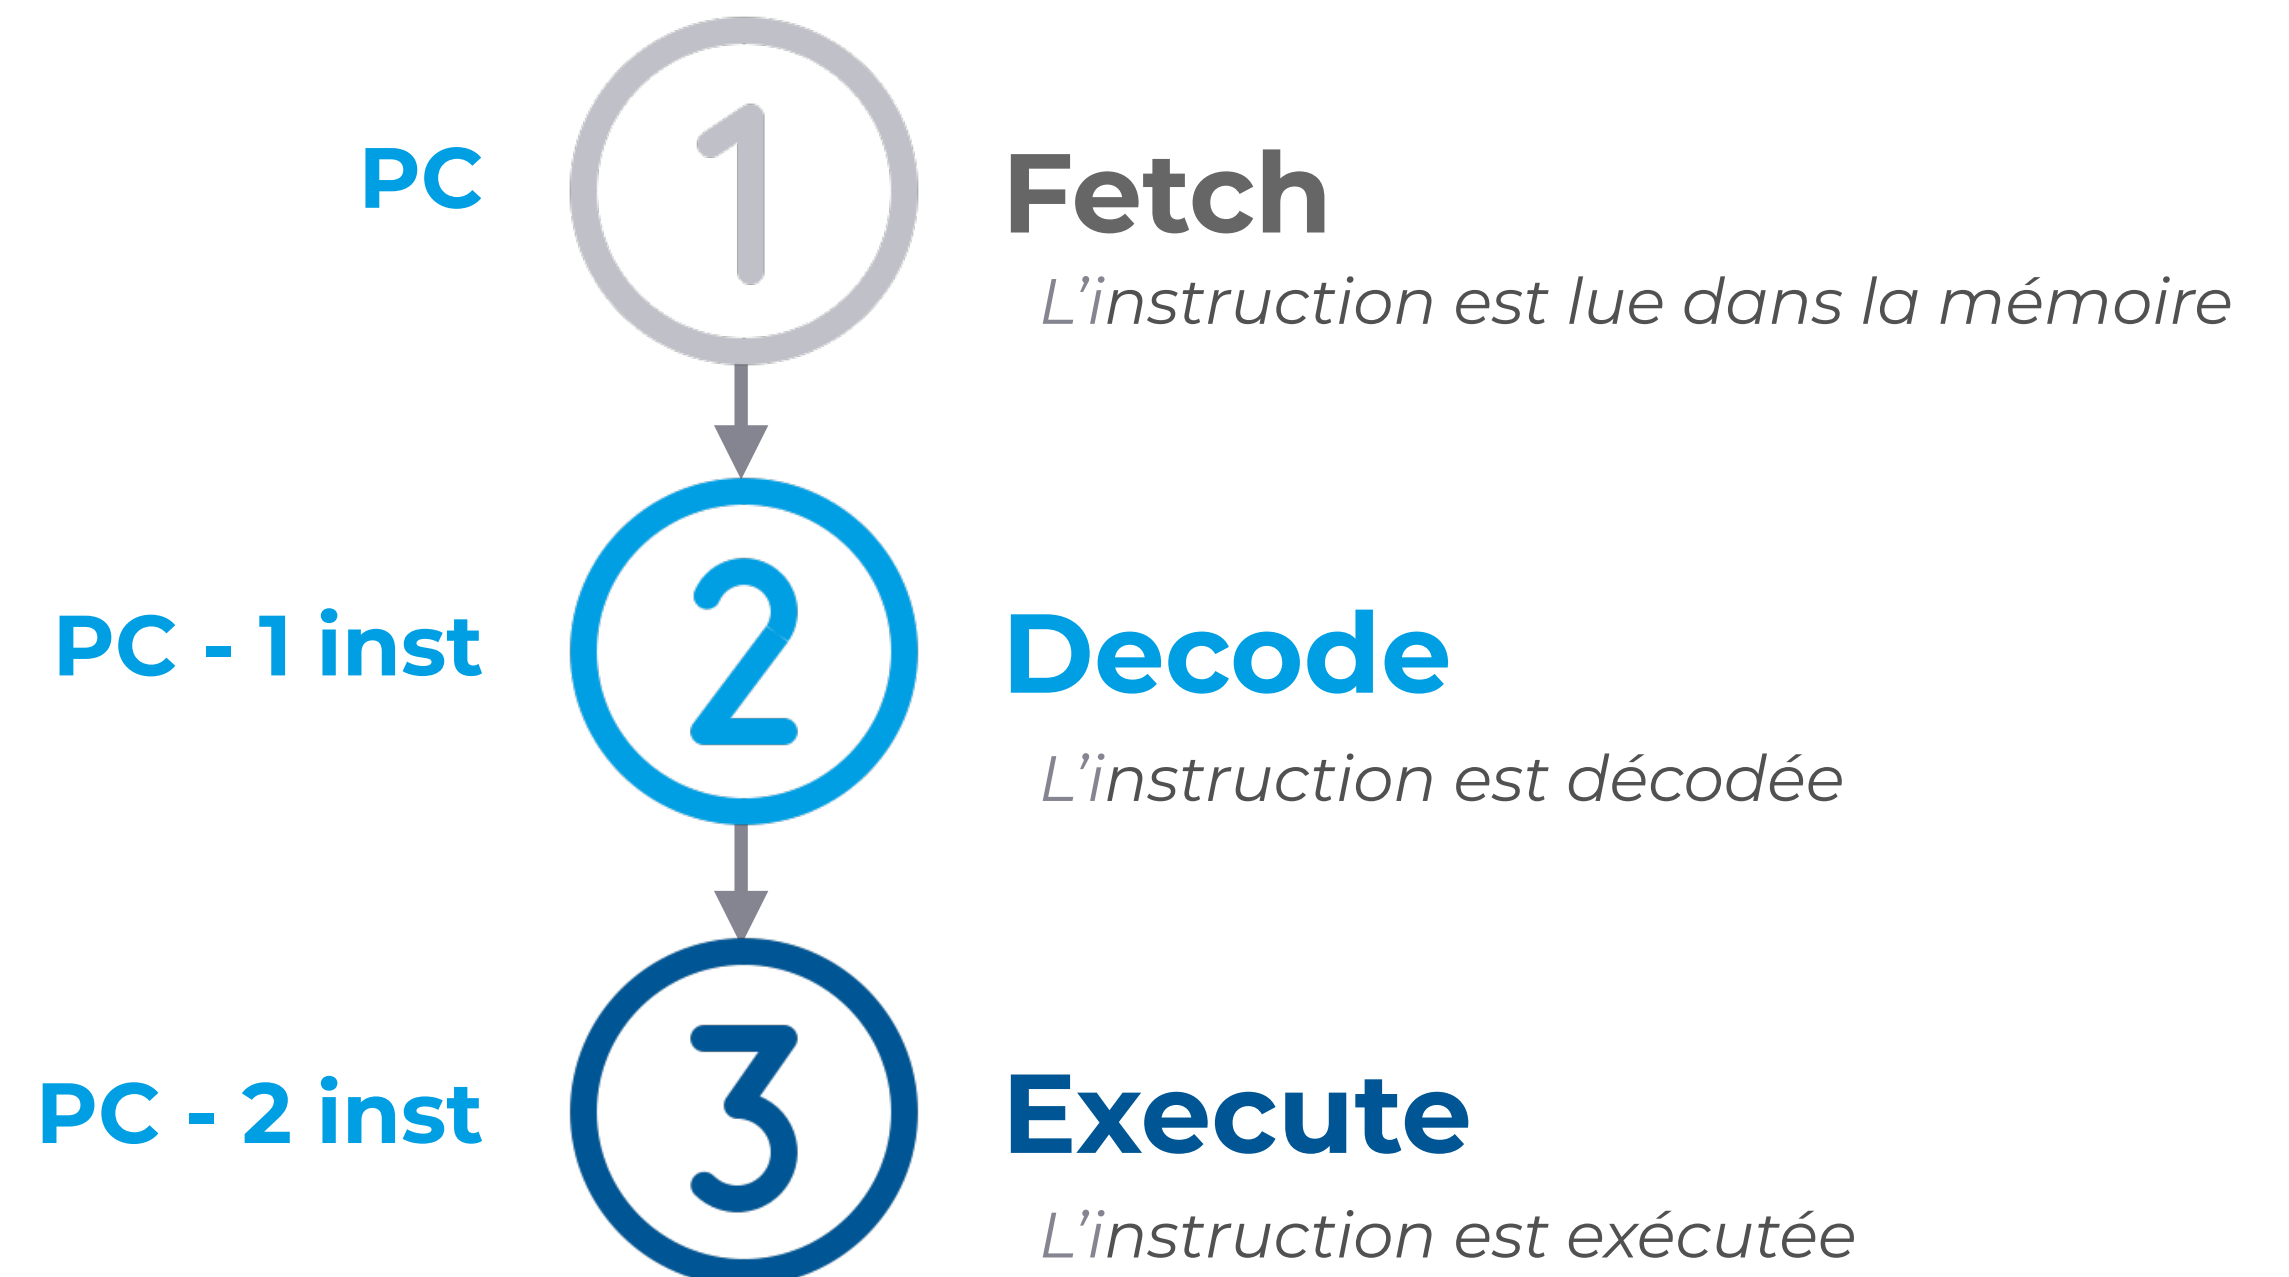 PC
1
Fetch
L’instruction est lue dans la mémoire
PC - 1 inst
2
Decode
L’instruction est décodée
PC - 2 inst
3
Execute
L’instruction est exécutée